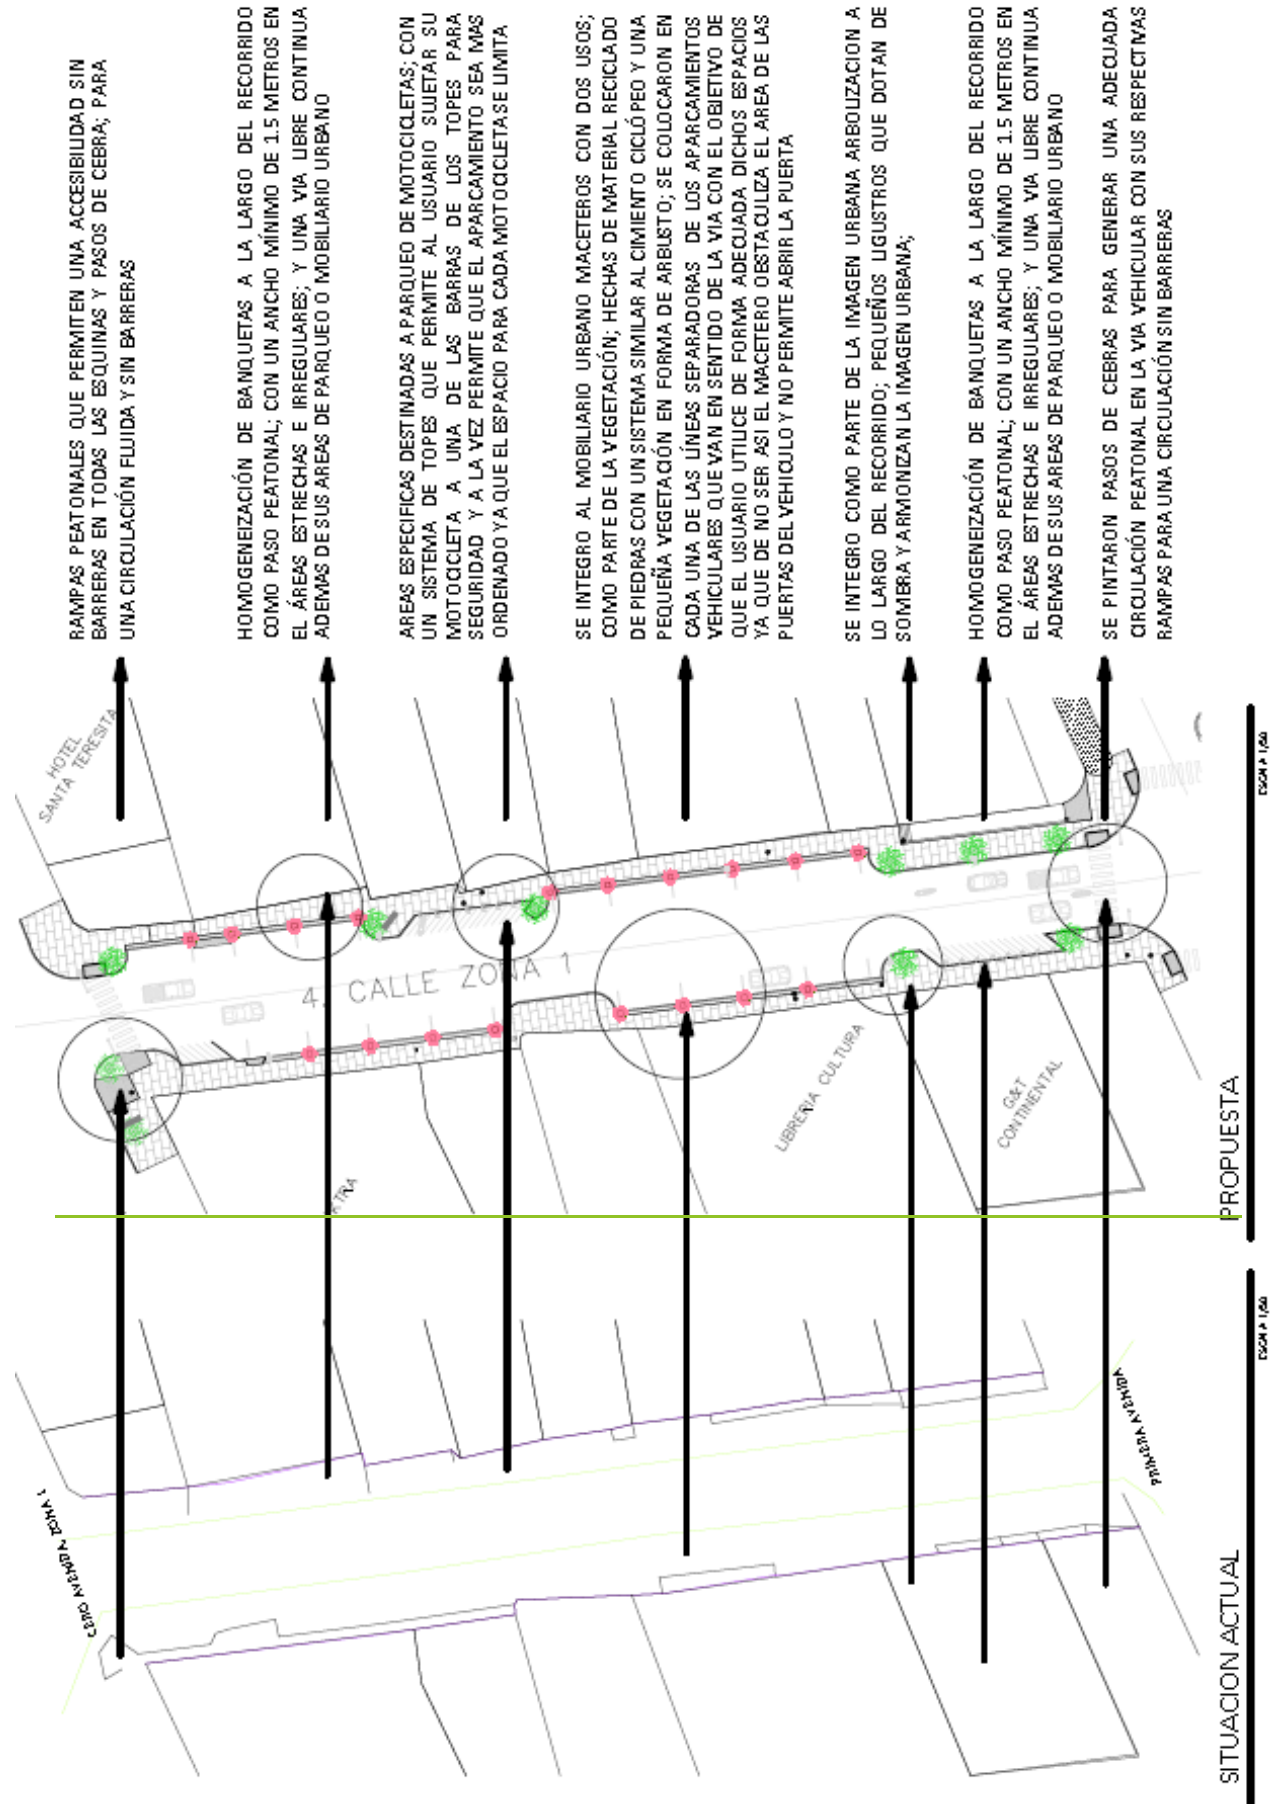 RAMPAS PEATONALES QUE PERMITEN UNA ACCESIBILIDAD SIN
BARRERAS EN TODAS LAS ESQUINAS Y PASOS DE CEBRA; PARA
UNA CIRCULACIÓN FLUIDA Y SIN BARRERAS
HOMOGENEIZACIÓN DE BANQUETAS A LA LARGO DEL RECORRIDO
COMO PASO PEATONAL; CON UN ANCHO MÍNIMO DE 1.5 METROS EN
EL ÁREAS ESTRECHAS E IRREGULARES; Y UNA VIA LIBRE CONTINUA
ADEMAS DE SUS AREAS DE PARQUEO O MOBILIARIO URBANO
AREAS ESPECIFICAS DESTINADAS A PARQUEO DE MOTOCICLETAS; CON
UN SISTEMA DE TOPES QUE PERMITE AL USUARIO SUJETAR SU
MOTOCICLETA A UNA DE LAS BARRAS DE LOS TOPES PARA
SEGURIDAD Y A LA VEZ PERMITE QUE EL APARCAMIENTO SEA MAS
ORDENADO YA QUE EL ESPACIO PARA CADA MOTOCICLETA SE LIMITA
SE INTEGRO AL MOBILIARIO URBANO MACETEROS CON DOS USOS;
COMO PARTE DE LA VEGETACIÓN; HECHAS DE MATERIAL RECICLADO
DE PIEDRAS CON UN SISTEMA SIMILAR AL CIMIENTO CICLÓPEO Y UNA
PEQUEÑA VEGETACIÓN EN FORMA DE ARBUSTO; SE COLOCARON EN
CADA UNA DE LAS LÍNEAS SEPARADORAS DE LOS APARCAMIENTOS
VEHICULARES QUE VAN EN SENTIDO DE LA VIA CON EL OBJETIVO DE
QUE EL USUARIO UTILICE DE FORMA ADECUADA DICHOS ESPACIOS
YA QUE DE NO SER ASI EL MACETERO OBSTACULIZA EL AREA DE LAS
PUERTAS DEL VEHICULO Y NO PERMITE ABRIR LA PUERTA
SE INTEGRO COMO PARTE DE LA IMAGEN URBANA ARBOLIZACION A
LO LARGO DEL RECORRIDO; PEQUEÑOS LIGUSTROS QUE DOTAN DE
SOMBRA Y ARMONIZAN LA IMAGEN URBANA;
HOMOGENEIZACIÓN DE BANQUETAS A LA LARGO DEL RECORRIDO
COMO PASO PEATONAL; CON UN ANCHO MÍNIMO DE 1.5 METROS EN
EL ÁREAS ESTRECHAS E IRREGULARES; Y UNA VIA LIBRE CONTINUA
ADEMAS DE SUS AREAS DE PARQUEO O MOBILIARIO URBANO
SE PINTARON PASOS DE CEBRAS PARA GENERAR UNA ADECUADA
CIRCULACIÓN PEATONAL EN LA VIA VEHICULAR CON SUS RESPECTIVAS
RAMPAS PARA UNA CIRCULACIÓN SIN BARRERAS
HOTEL
SANTA TERESITA
4. CALLE ZONA 1
LIBRERIA CULTURA
G&T
CONTINENTAL
PROPUESTA
ESCALA 1/50
CERO AVENIDA ZONA 1
CERO AVENIDA
PRIMERA AVENIDA
SITUACION ACTUAL
ESCALA 1/50